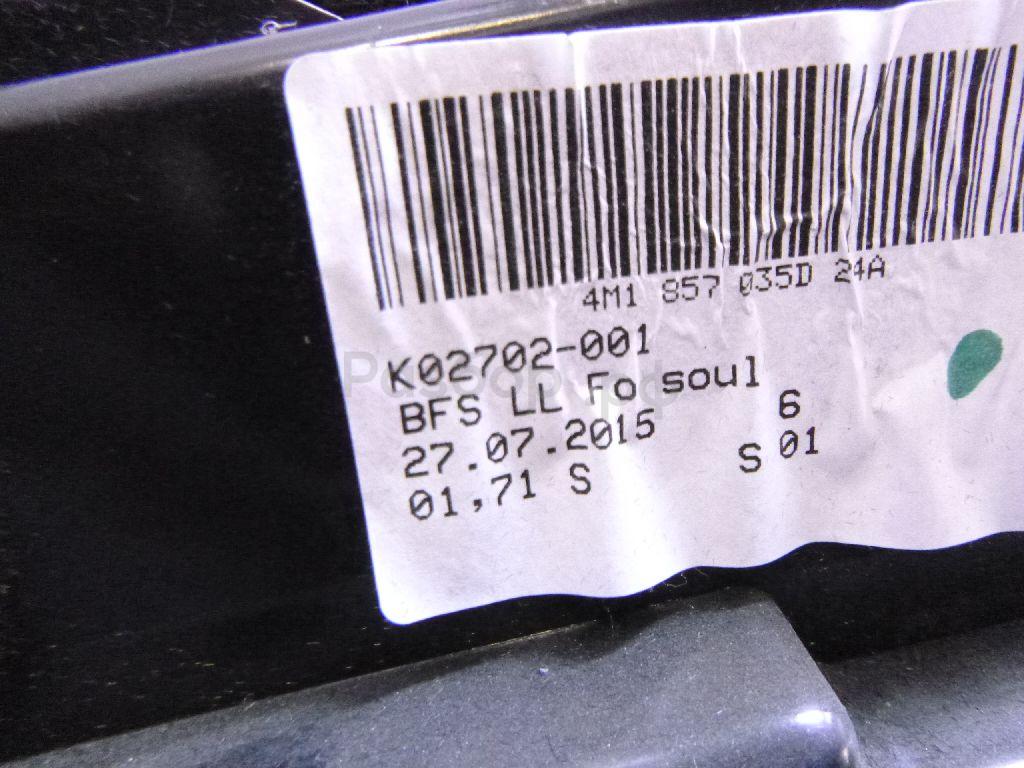 4M1 857 035D 24A
K02702-001
BFS LL Fo soul
27.07.2015 6
01,71 S S 01